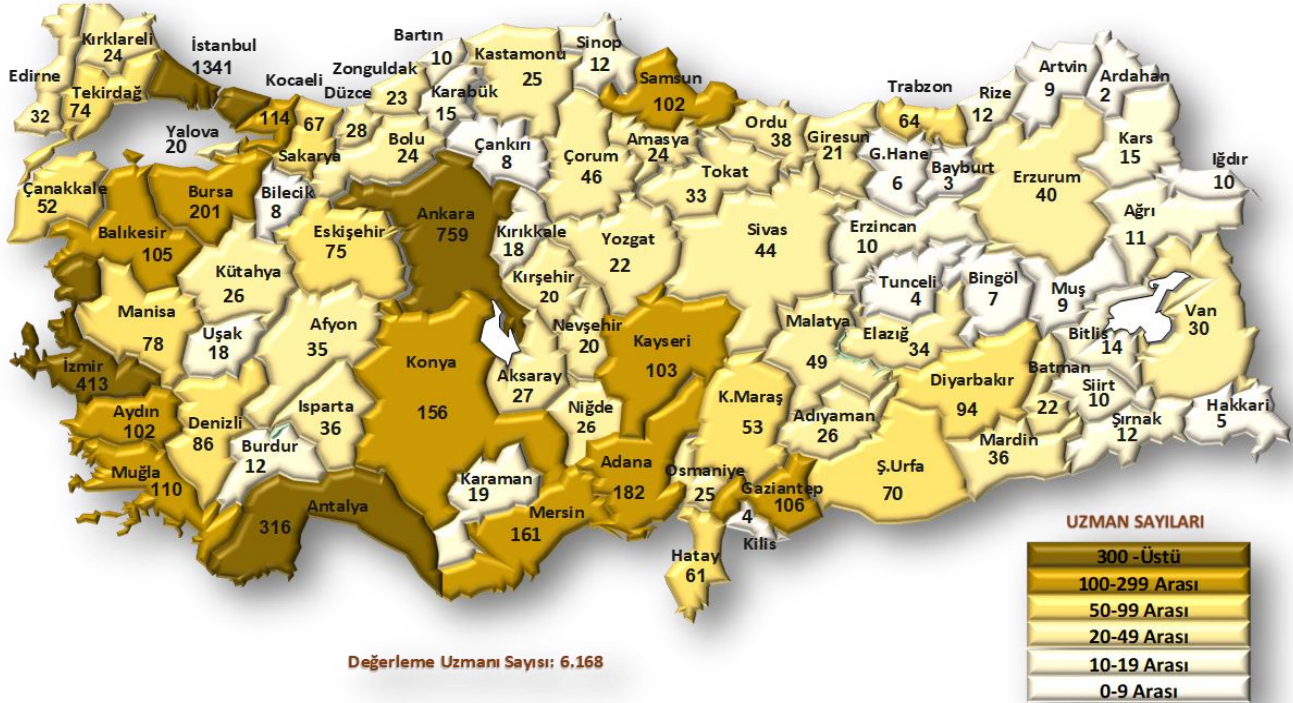 Kırklareli
24
İstanbul
1341
Edirne
32
Tekirdağ
74
Kocaeli
114
Yalova
20
67
Sakarya
Düzce
28
Zonguldak
23
Bartın
10
Karabük
15
Kastamonu
25
Sinop
12
Samsun
102
Bolu
24
Çankırı
8
Çorum
46
Amasya
24
Ordu
38
Giresun
21
Trabzon
64
Rize
12
Artvin
9
Ardahan
2
Kars
15
Iğdır
10
G.Hane
6
Bayburt
3
Erzurum
40
Ağrı
11
Çanakkale
52
Balıkesir
105
Bursa
201
Bilecik
8
Eskişehir
75
Ankara
759
Kırıkkale
18
Kırşehir
20
Yozgat
22
Tokat
33
Sivas
44
Erzincan
10
Tunceli
4
Bingöl
7
Muş
9
Bitlis
14
Van
30
Kütahya
26
Manisa
78
Uşak
18
Afyon
35
Konya
156
Aksaray
27
Nevşehir
20
Kayseri
103
Malatya
49
Elazığ
34
Diyarbakır
94
Batman
22
Siirt
10
Şırnak
12
Hakkari
5
İzmir
413
Aydın
102
Denizli
86
Isparta
36
Burdur
12
Niğde
26
K.Maraş
53
Adıyaman
26
Mardin
36
Muğla
110
Antalya
316
Karaman
19
Mersin
161
Adana
182
Osmaniye
25
Gaziantep
106
Kilis
4
Ş.Urfa
70
Hatay
61
UZMAN SAYILARI
300 -Üstü
100-299 Arası
50-99 Arası
20-49 Arası
10-19 Arası
0-9 Arası
Değerleme Uzmanı Sayısı: 6.168